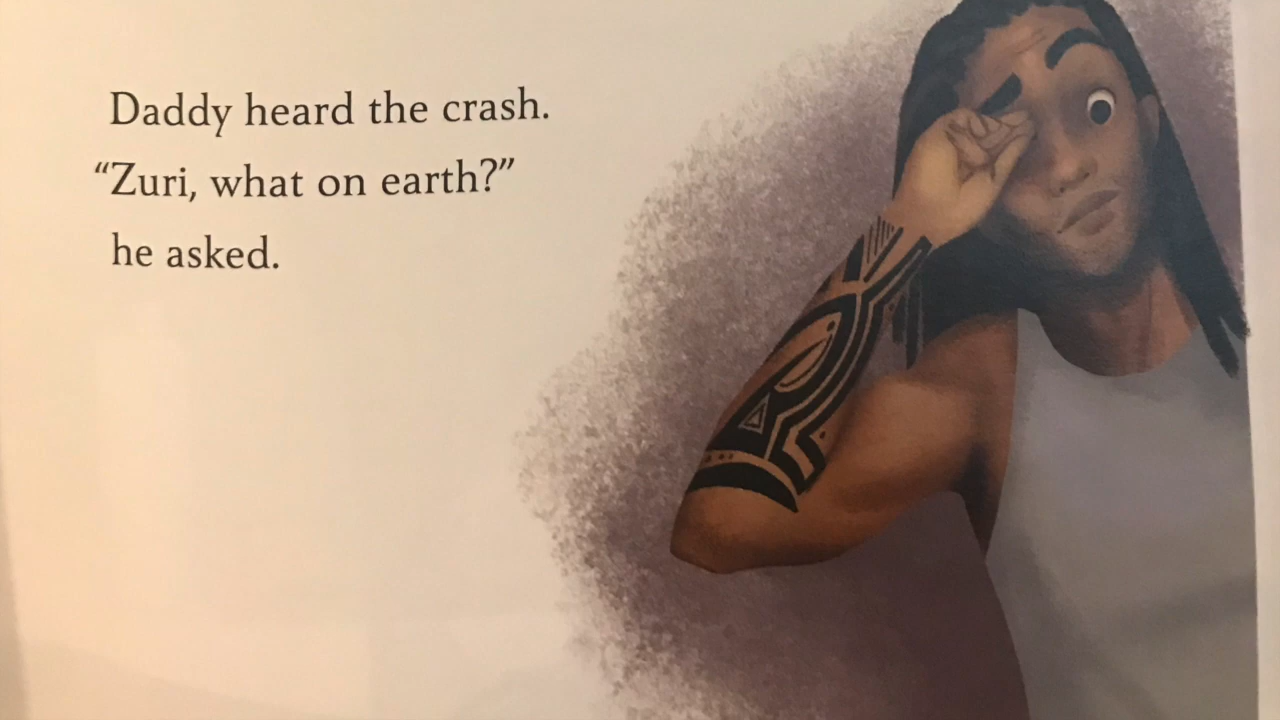 Daddy heard the crash.
“Zuri, what on earth?”
he asked.